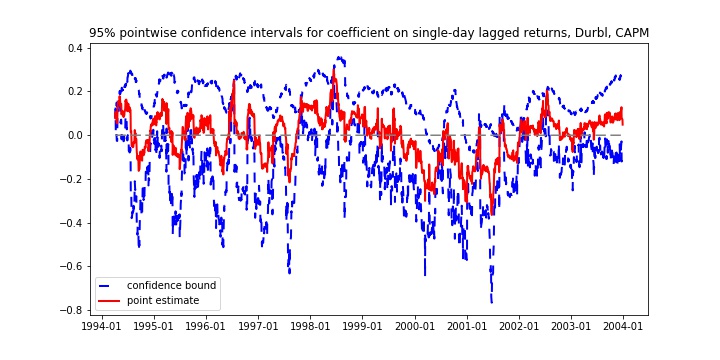 95% pointwise confidence intervals for coefficient on single-day lagged returns, Durbl, CAPM
0.4
0.2
0.0
−0.2
−0.4
−0.6
−0.8
confidence bound
point estimate
1994-01 1995-01 1996-01 1997-01 1998-01 1999-01 2000-01 2001-01 2002-01 2003-01 2004-01